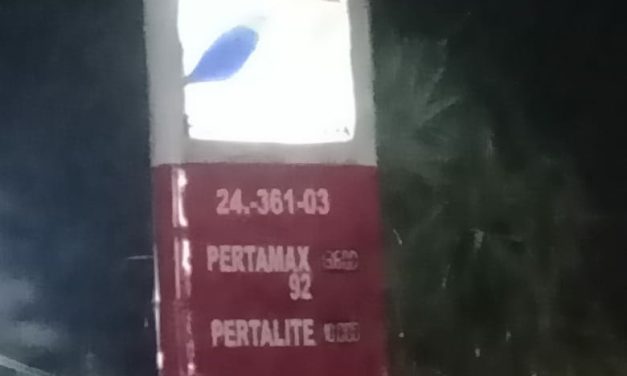 24.-361-03
PERTAMAX
92
PERTALITE